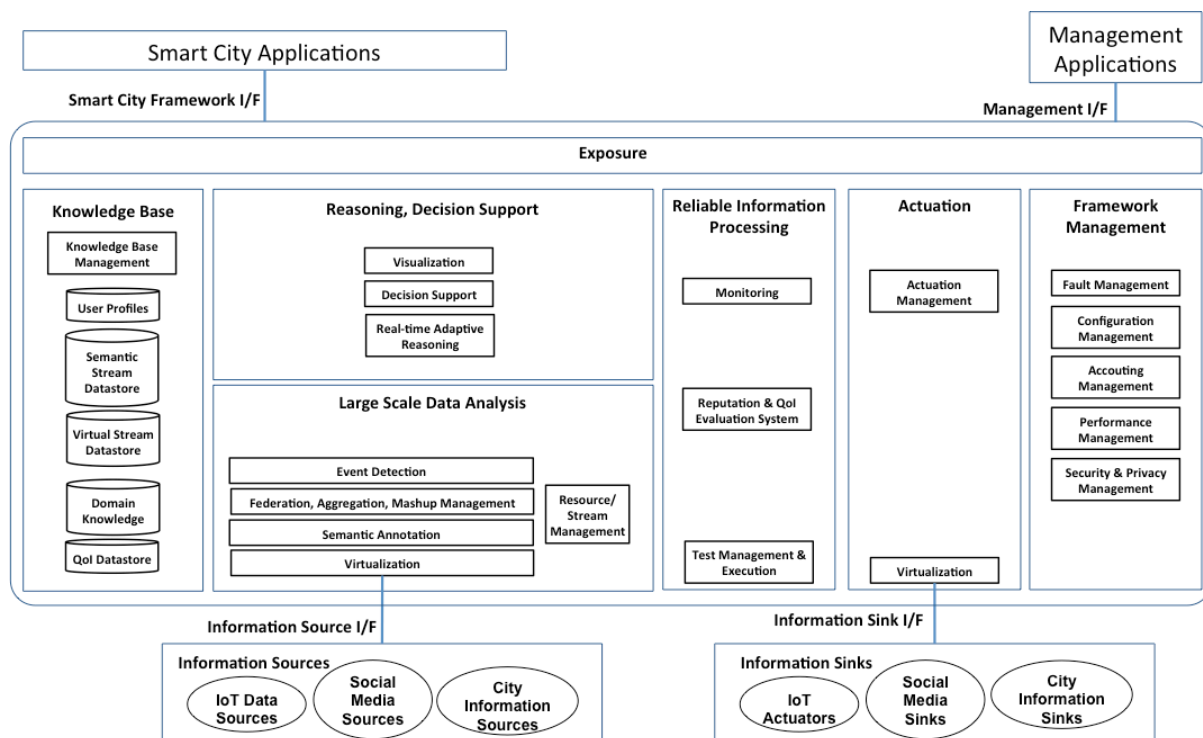 Smart City Applications
Management
Applications
Smart City Framework I/F
Management I/F
Exposure
Knowledge Base
Knowledge Base
Management
User Profiles
Semantic
Stream
Datastore
Virtual Stream
Datastore
Domain
Knowledge
QoI Datastore
Reasoning, Decision Support
Visualization
Decision Support
Real-time Adaptive
Reasoning
Large Scale Data Analysis
Event Detection
Federation, Aggregation, Mashup Management
Semantic Annotation
Virtualization
Resource/
Stream
Management
Reliable Information
Processing
Monitoring
Reputation & QoI
Evaluation System
Test Management &
Execution
Actuation
Actuation
Management
Virtualization
Framework
Management
Fault Management
Configuration
Management
Accouting
Management
Performance
Management
Security & Privacy
Management
Information Source I/F
Information Sink I/F
Information Sources
IoT Data
Sources
Social
Media
Sources
City
Information
Sources
Information Sinks
IoT
Actuators
Social
Media
Sinks
City
Information
Sinks